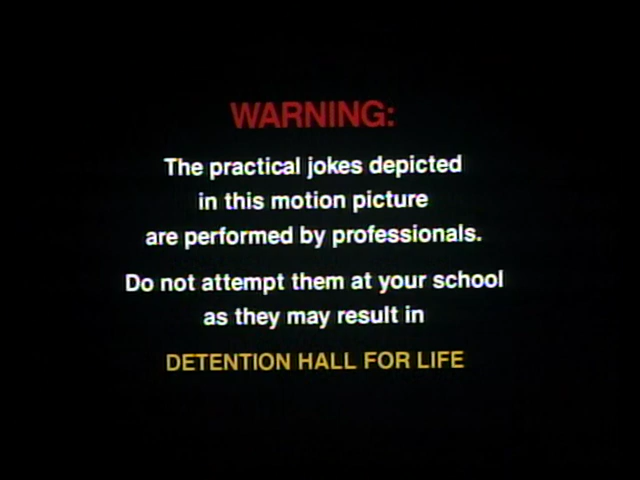 WARNING:
The practical jokes depicted
in this motion picture
are performed by professionals.
Do not attempt them at your school
as they may result in
DETENTION HALL FOR LIFE